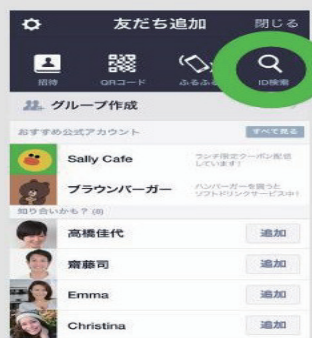 友だち追加 閉じる
招待 QRコード ふるふる ID検索
グループ作成
おすすめ公式アカウント すべて見る
Sally Cafe ランチ限定クーポン配信
しています!
ブラウンバーガー ハンバーガーを買うと
ソフトドリンクサービス中!
知り合いかも? (8)
高橋佳代 追加
齋藤司 追加
Emma 追加
Christina 追加